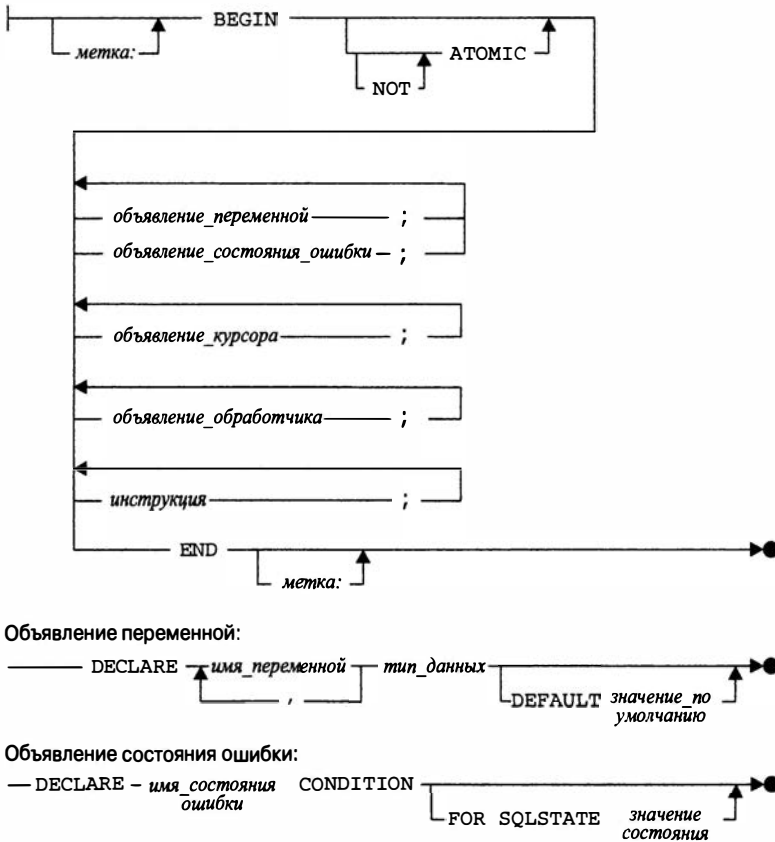 BEGIN
метка:
ATOMIC
NOT
объявление_переменной ;
объявление_состояния_ошибки – ;
объявление_курсора ;
объявление_обработчика ;
инструкция ;
END
метка:
Объявление переменной:
DECLARE имя_переменной тип_данных
,
DEFAULT значение_по
умолчанию
Объявление состояния ошибки:
DECLARE – имя_состояния CONDITION
ошибки
FOR SQLSTATE значение
состояния